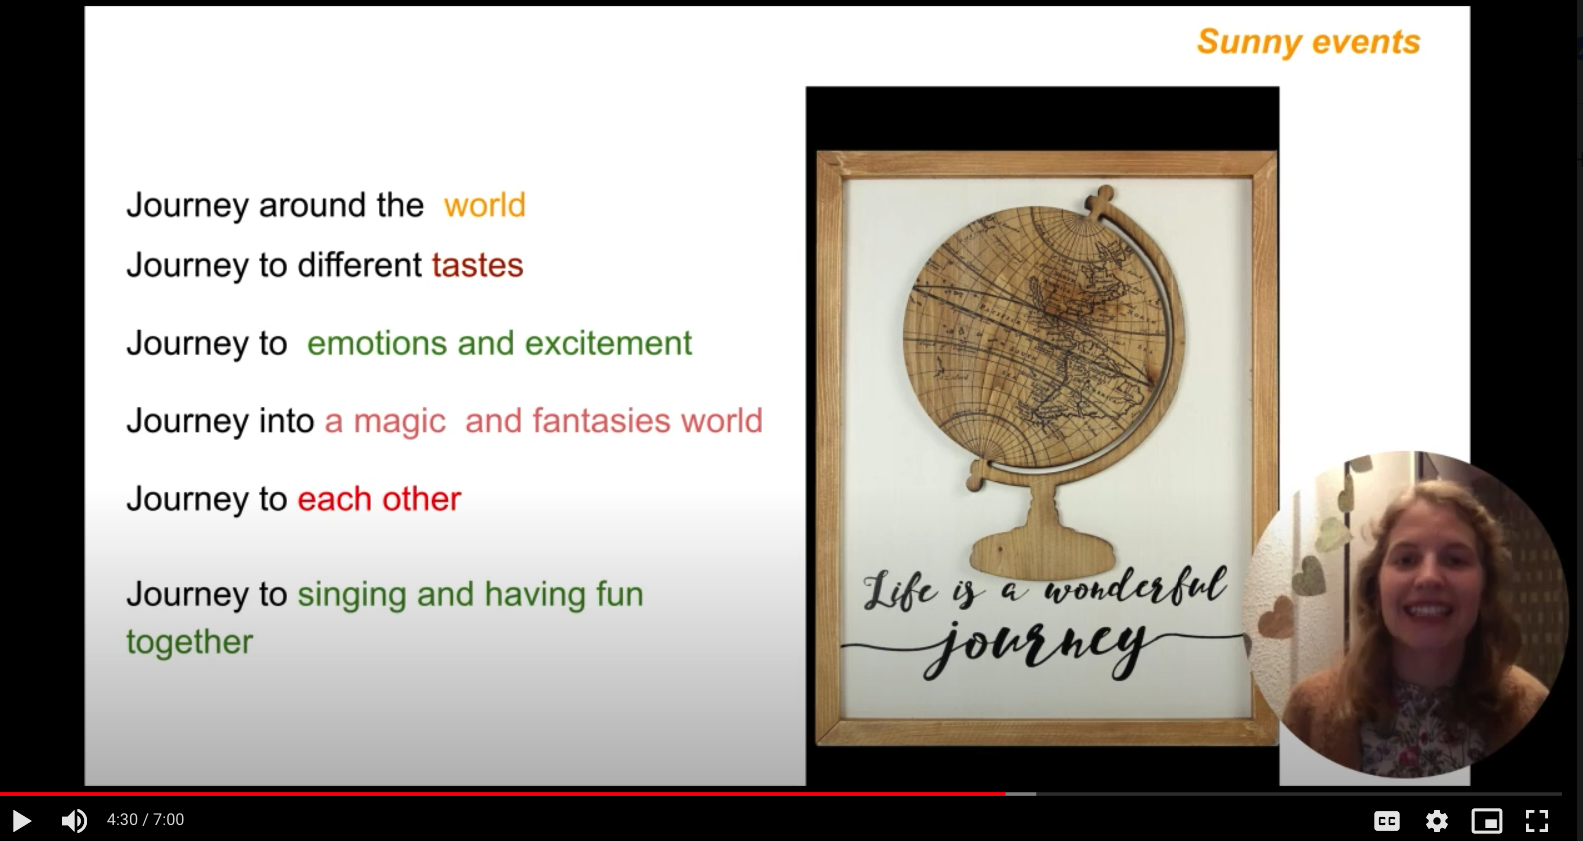 Sunny events
Journey around the world
Journey to different tastes
Journey to emotions and excitement
Journey into a magic and fantasies world
Journey to each other
Journey to singing and having fun
together
Life is a wonderful
journey
4:30 / 7:00
CC